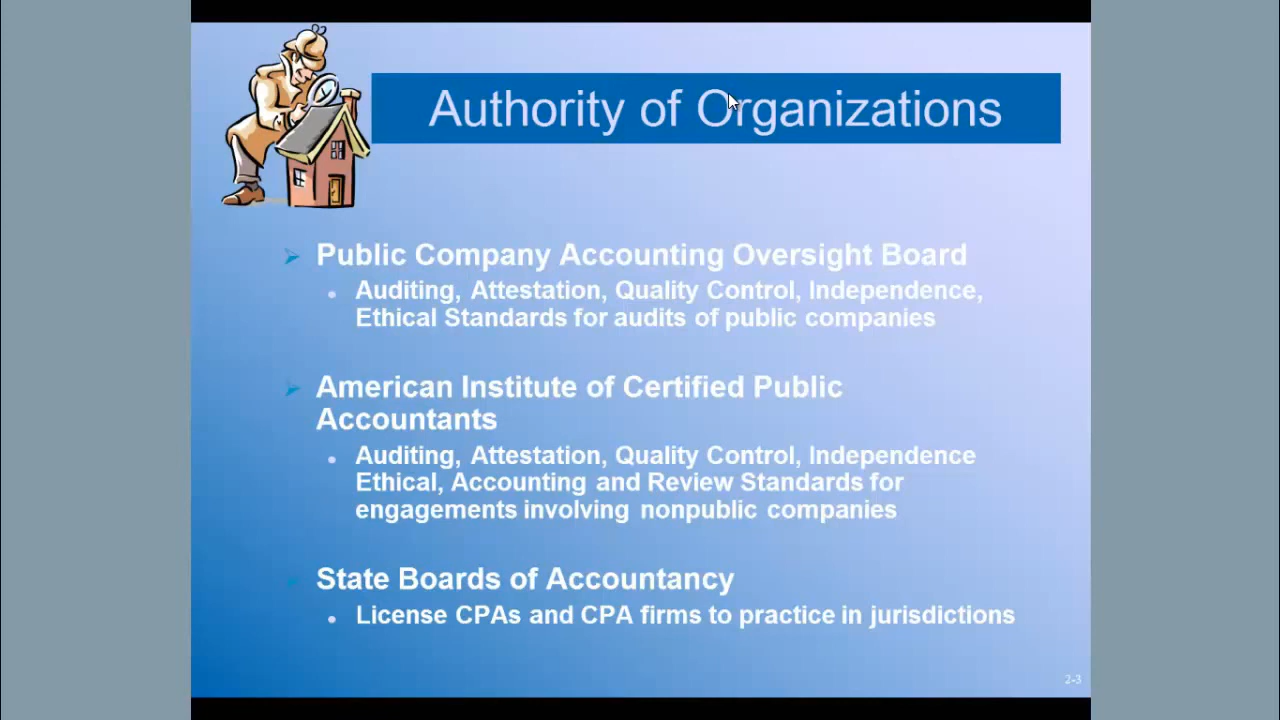 Authority of Organizations
Public Company Accounting Oversight Board
Auditing, Attestation, Quality Control, Independence,
Ethical Standards for audits of public companies
American Institute of Certified Public
Accountants
Auditing, Attestation, Quality Control, Independence
Ethical, Accounting and Review Standards for
engagements involving nonpublic companies
State Boards of Accountancy
License CPAs and CPA firms to practice in jurisdictions
2-3